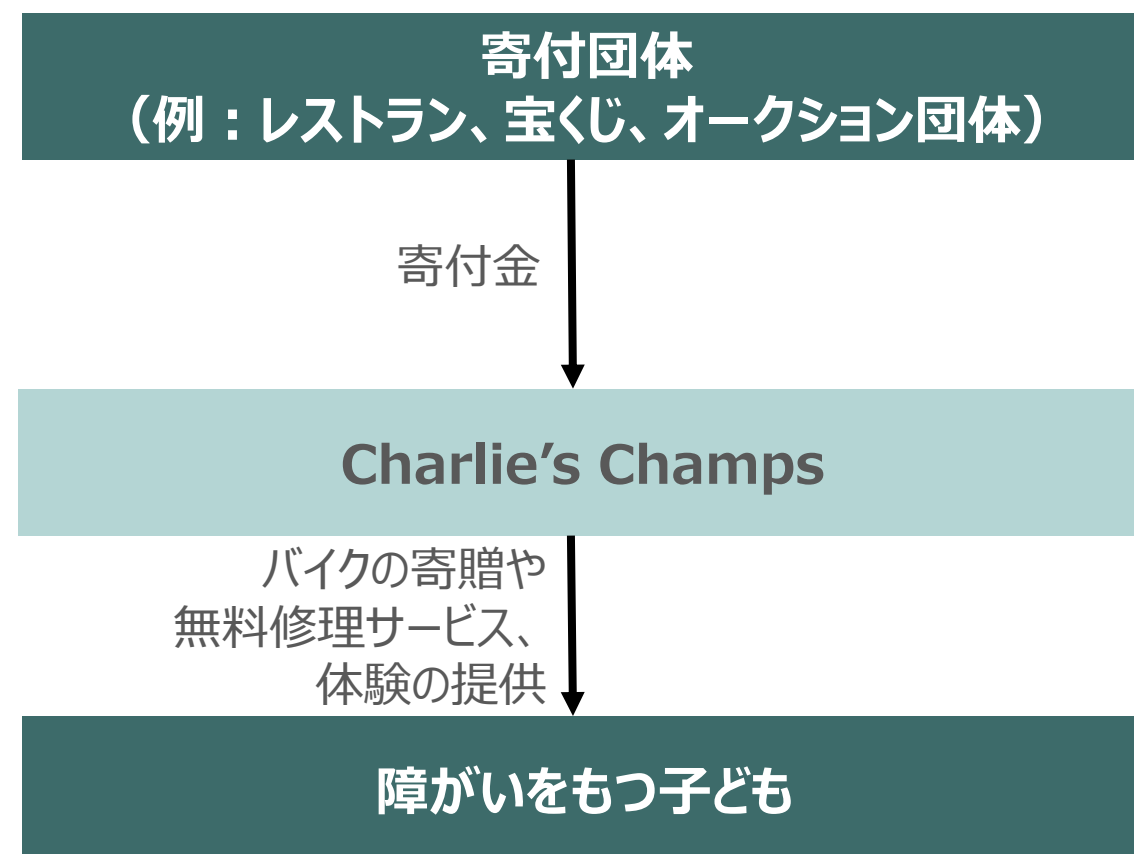 寄付団体
（例：レストラン、宝くじ、オークション団体）
寄付金
Charlie’s Champs
バイクの寄贈や
無料修理サービス、
体験の提供
障がいをもつ子ども